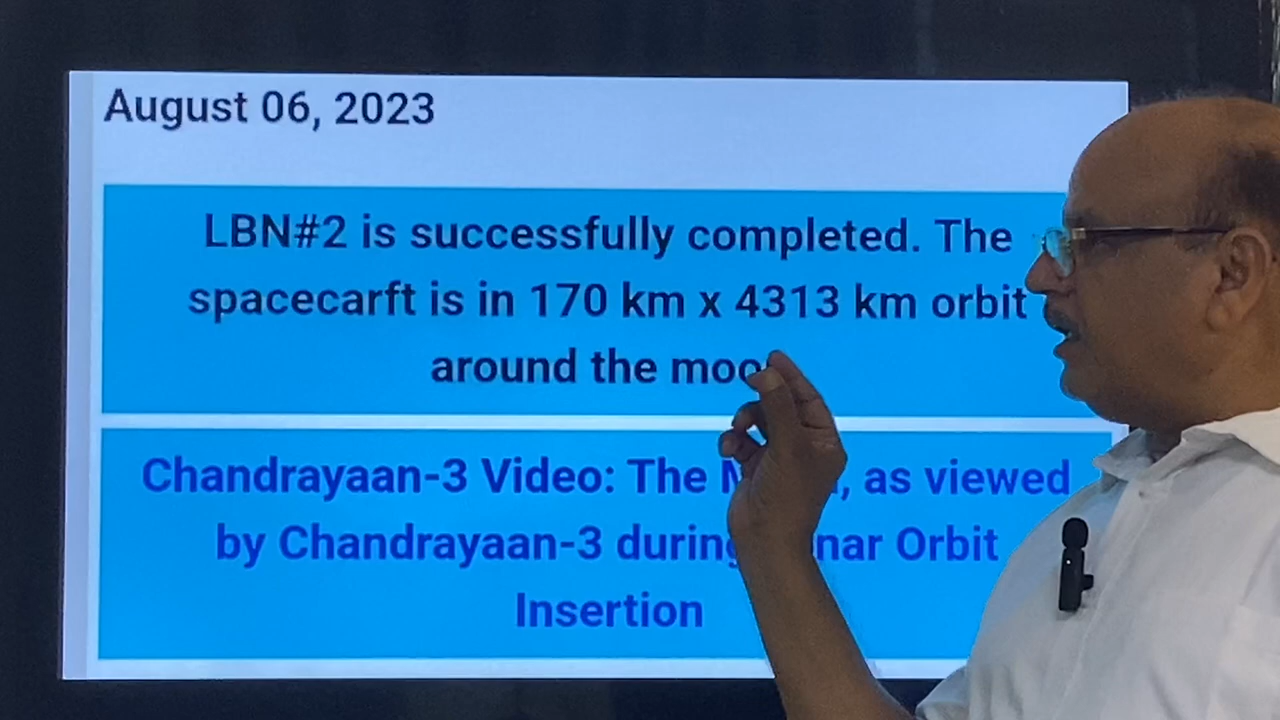 August 06, 2023
LBN#2 is successfully completed. The
spacecarft is in 170 km x 4313 km orbit
around the
Chandrayaan-3 Video: The , as viewed
by Chandrayaan-3 during Orbit
Insertion